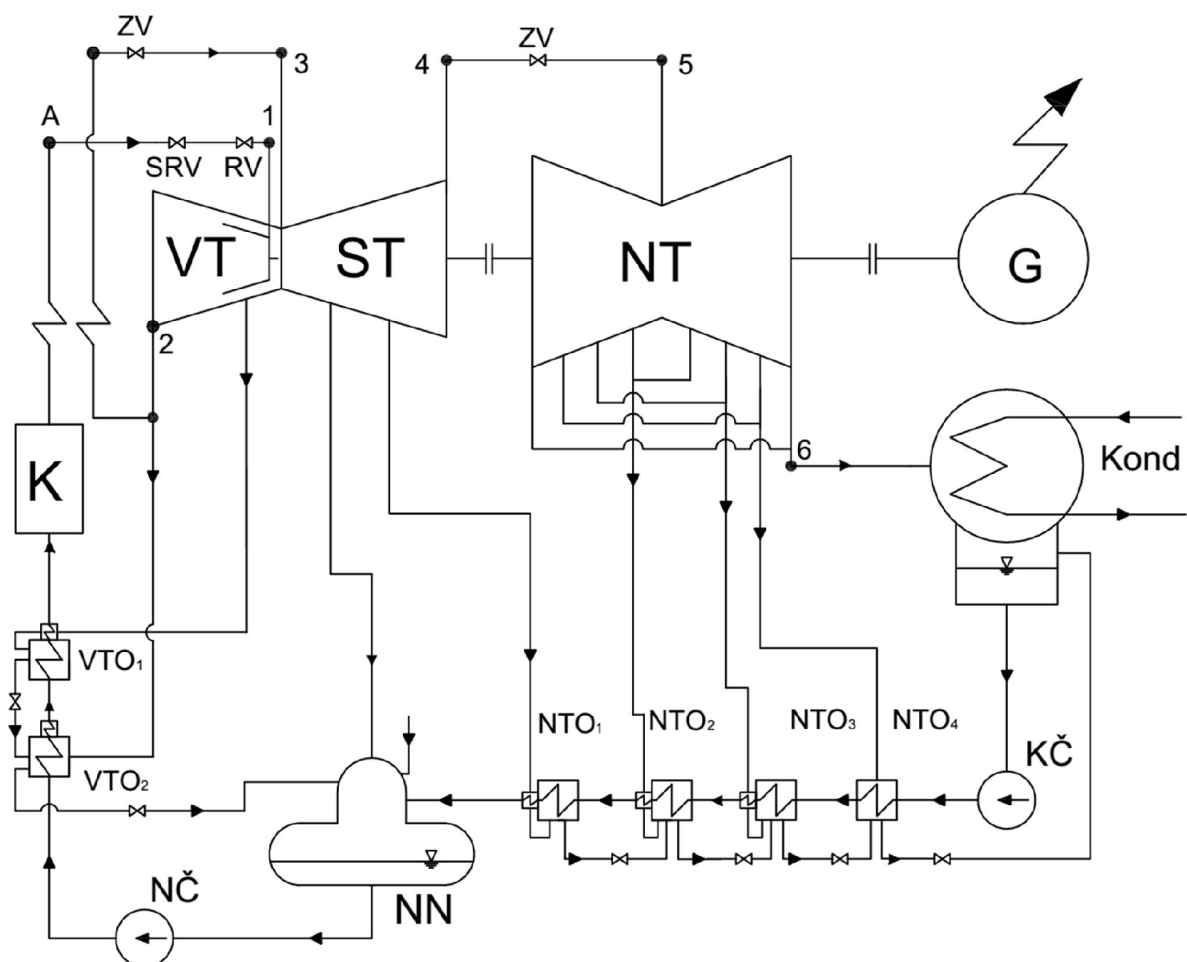 ZV
3
4
ZV
5
A
1
SRV
RV
VT
ST
NT
G
2
K
6
Kond
VTO₁
VTO₂
NTO₁
NTO₂
NTO₃
NTO₄
KČ
NČ
NN